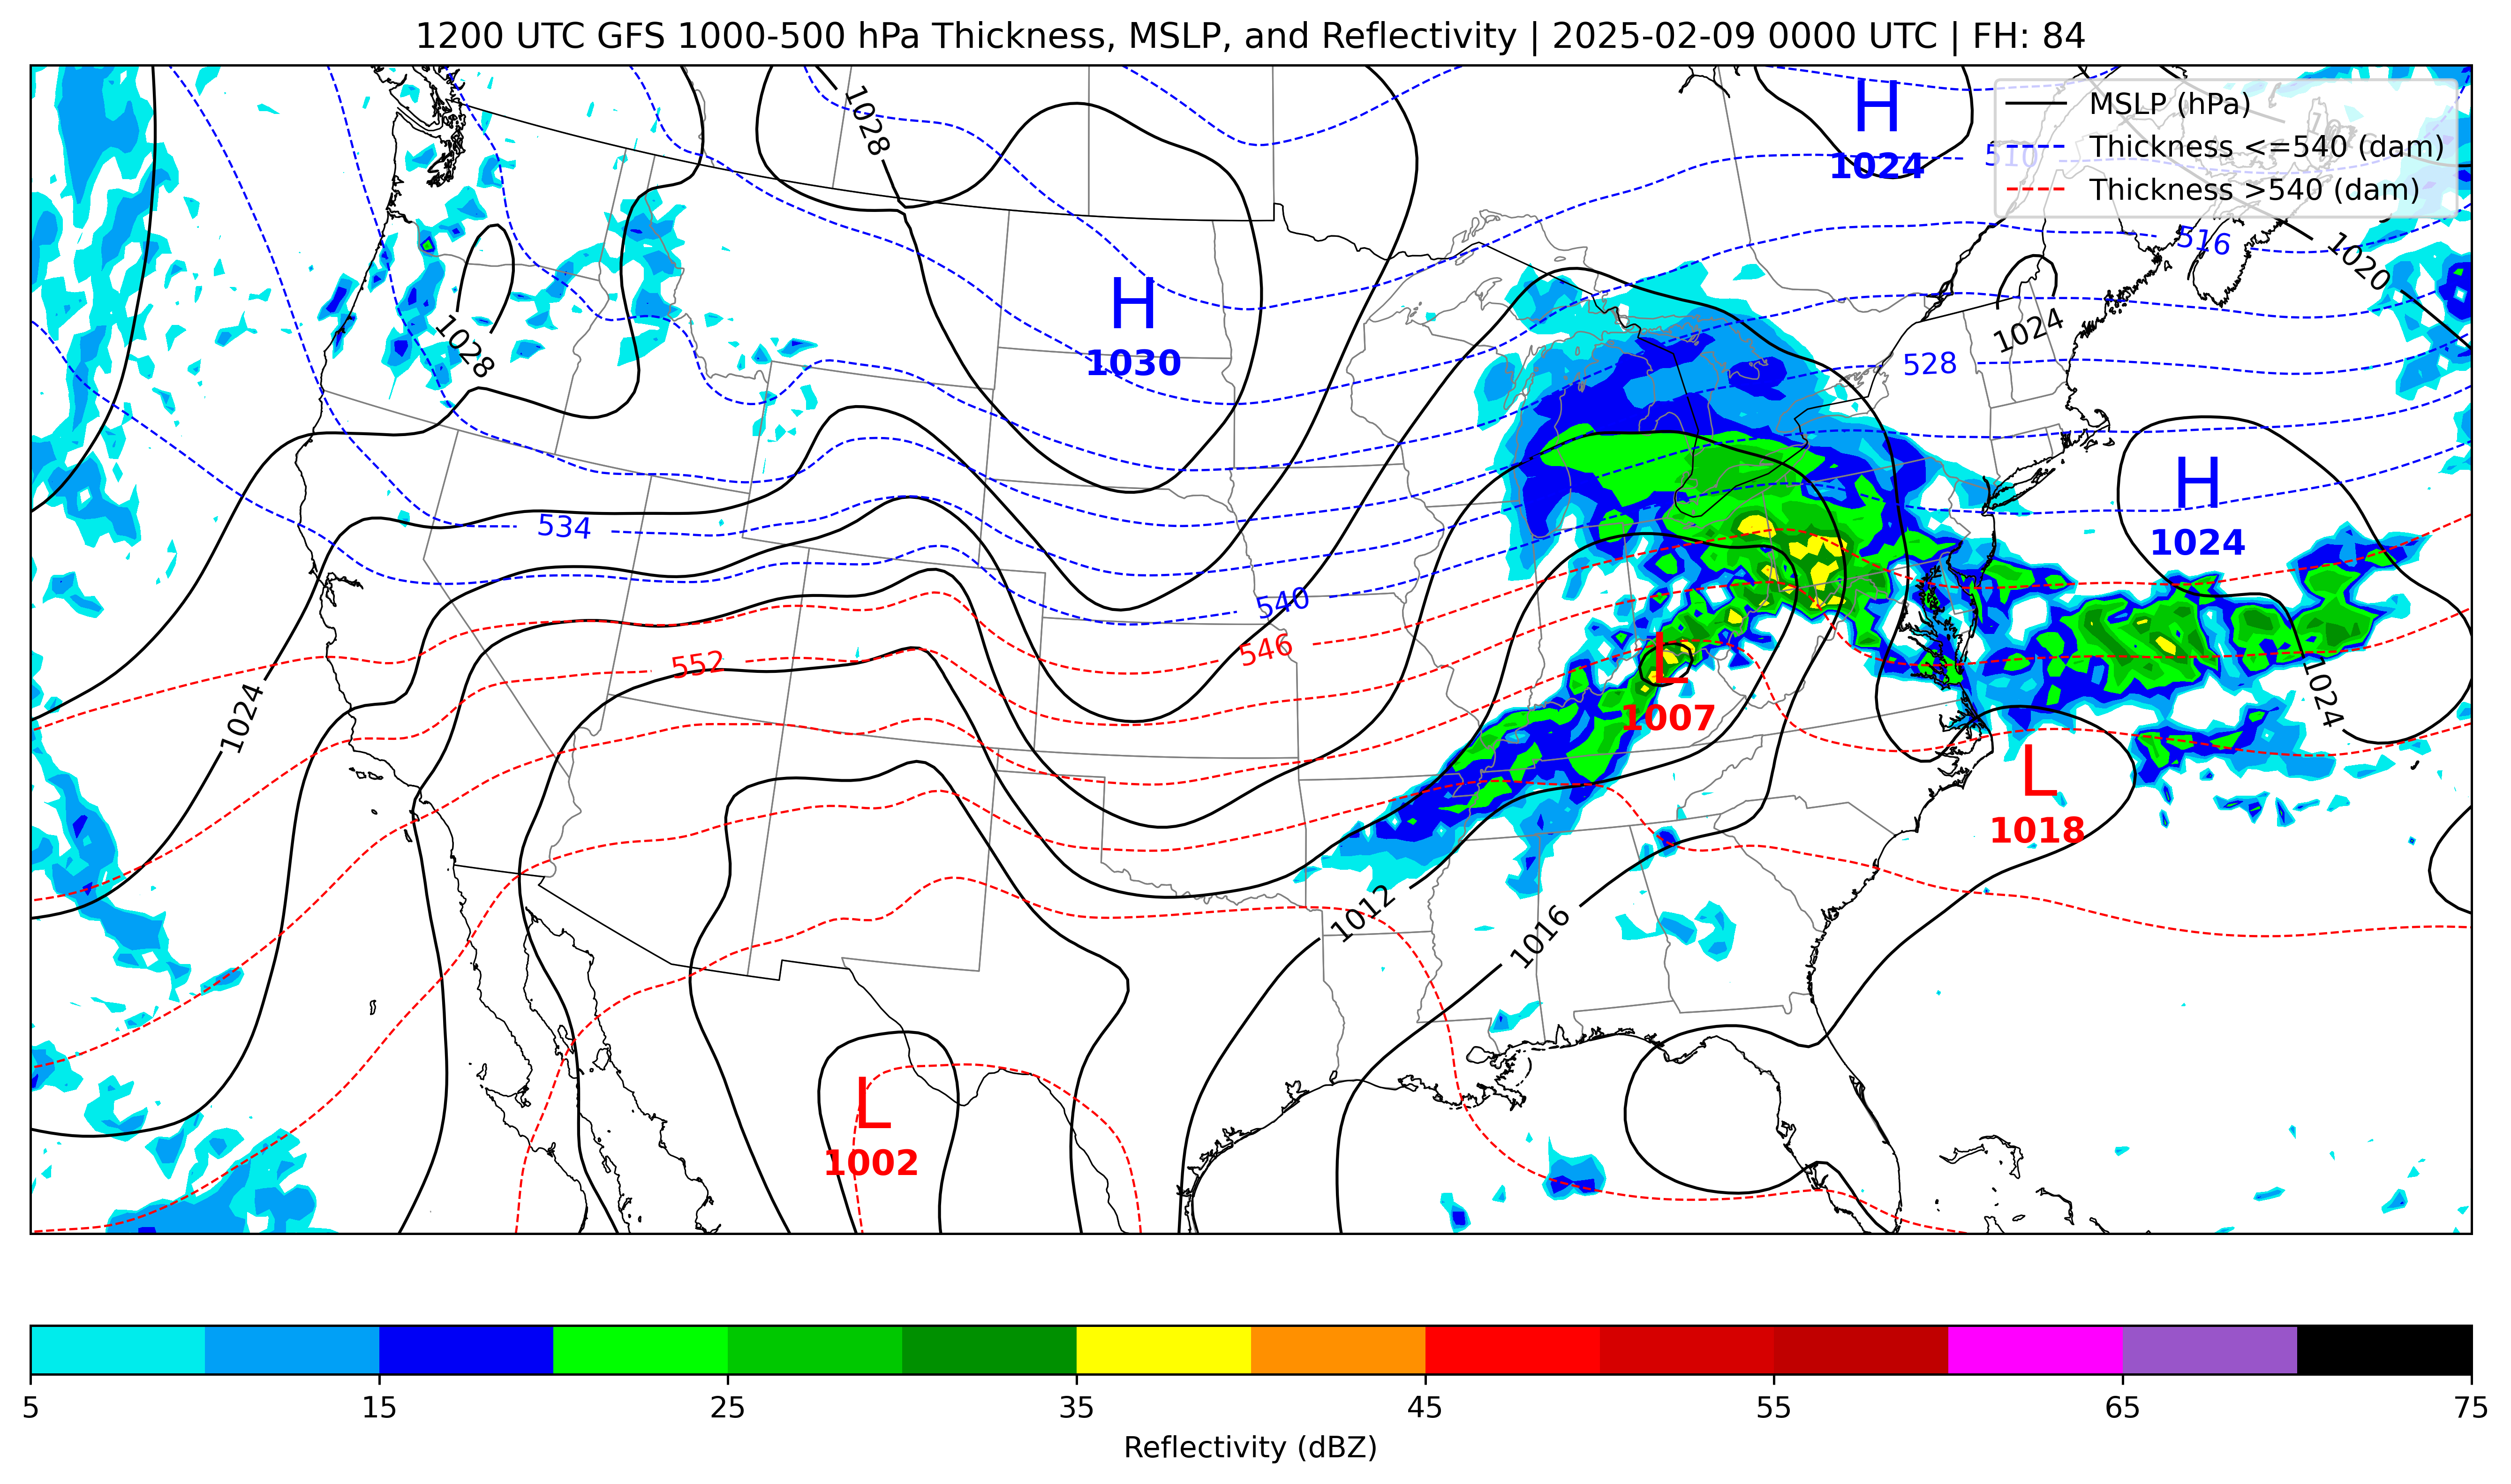 1200 UTC GFS 1000-500 hPa Thickness, MSLP, and Reflectivity | 2025-02-09 0000 UTC | FH: 84
MSLP (hPa)
Thickness <=540 (dam)
Thickness >540 (dam)
H
1024
1028
510
516
1020
H
1030
1028
1024
528
H
1024
534
540
546
552
L
1007
1024
1024
L
1018
1012
1016
L
1002
5 15 25 35 45 55 65 75
Reflectivity (dBZ)